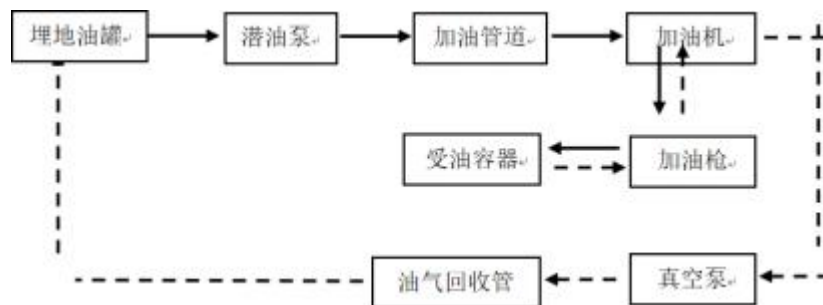 埋地油罐
潜油泵
加油管道
加油机
受油容器
加油枪
油气回收管
真空泵